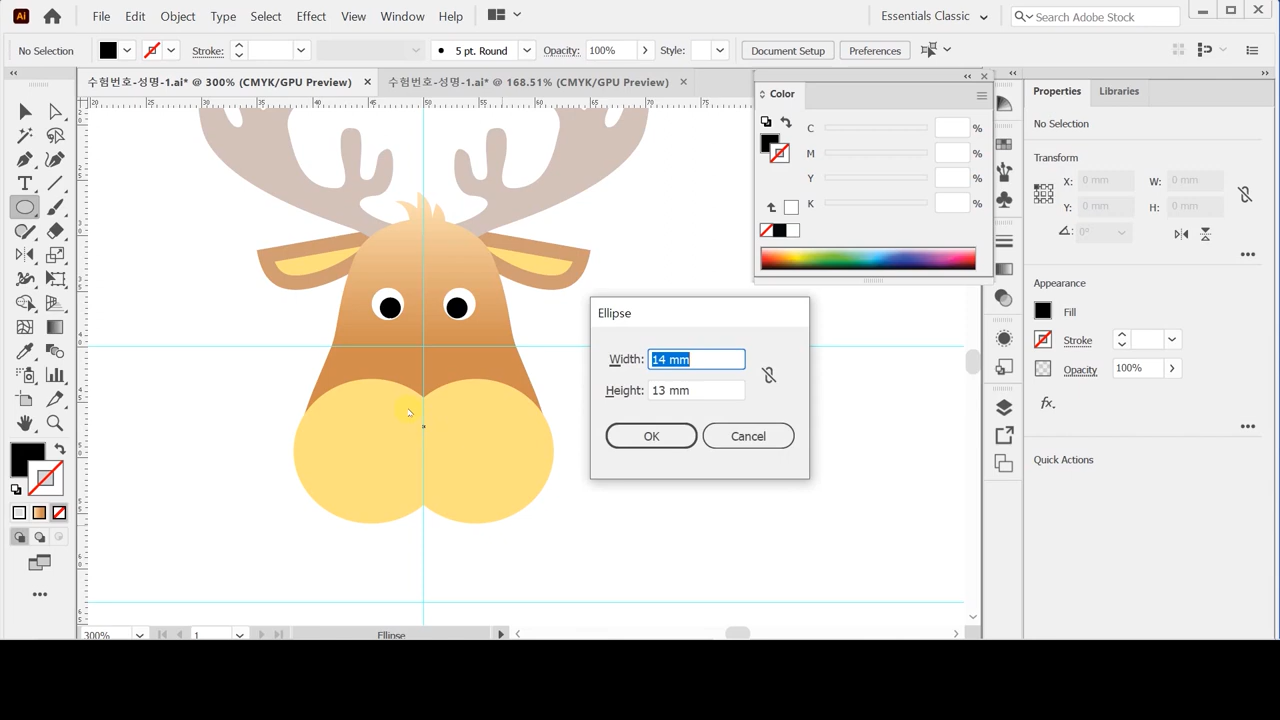 Ai File Edit Object Type Select Effect View Window Help Essentials Classic Search Adobe Stock
No Selection Stroke: 5 pt. Round Opacity: 100% Style: Document Setup Preferences
수험번호-성명-1.ai* @ 300% (CMYK/GPU Preview) 수험번호-성명-1.ai* @ 168.51% (CMYK/GPU Preview)
Color
C %
M %
Y %
K %
Properties Libraries
No Selection
Transform
X: 0 mm W: 0 mm
Y: 0 mm H: 0 mm
0°
Appearance
Fill
Stroke
Opacity 100%
fx.
Quick Actions
Ellipse
Width: 14 mm
Height: 13 mm
OK Cancel
300% 1 Ellipse